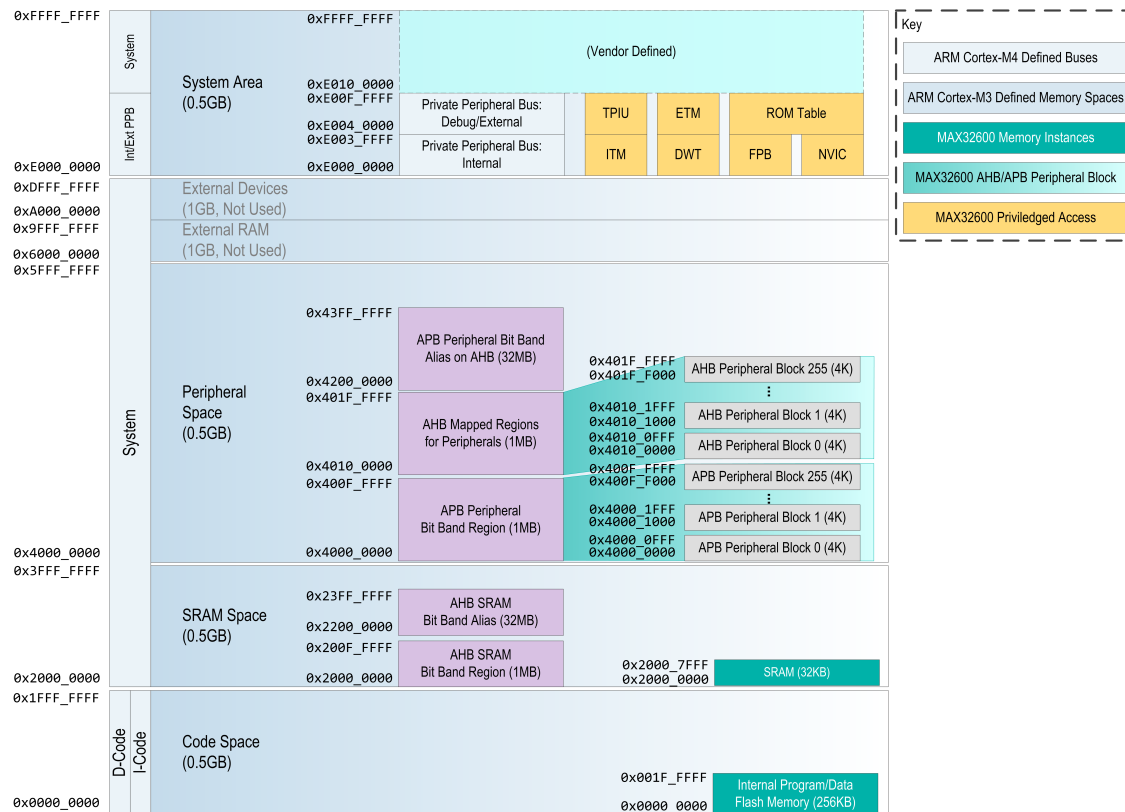 0xFFFF_FFFF
System
System Area
(0.5GB)
0xFFFF_FFFF
(Vendor Defined)
0xE010_0000
0xE00F_FFFF
Int/Ext PPB
Private Peripheral Bus:
Debug/External
0xE004_0000
0xE003_FFFF
Private Peripheral Bus:
Internal
0xE000_0000
0xE000_0000
TPIU
ETM
ROM Table
ITM
DWT
FPB
NVIC
Key
ARM Cortex-M4 Defined Buses
ARM Cortex-M3 Defined Memory Spaces
MAX32600 Memory Instances
MAX32600 AHB/APB Peripheral Block
MAX32600 Priviledged Access
0xDFFF_FFFF
External Devices
(1GB, Not Used)
0xA000_0000
0x9FFF_FFFF
External RAM
(1GB, Not Used)
0x6000_0000
0x5FFF_FFFF
System
Peripheral
Space
(0.5GB)
0x43FF_FFFF
APB Peripheral Bit Band
Alias on AHB (32MB)
0x4200_0000
0x401F_FFFF
AHB Mapped Regions
for Peripherals (1MB)
0x4010_0000
0x400F_FFFF
APB Peripheral
Bit Band Region (1MB)
0x4000_0000
0x401F_FFFF
0x401F_F000
AHB Peripheral Block 255 (4K)
0x4010_1FFF
0x4010_1000
AHB Peripheral Block 1 (4K)
0x4010_0FFF
0x4010_0000
AHB Peripheral Block 0 (4K)
0x400F_FFFF
0x400F_F000
APB Peripheral Block 255 (4K)
0x4000_1FFF
0x4000_1000
APB Peripheral Block 1 (4K)
0x4000_0FFF
0x4000_0000
APB Peripheral Block 0 (4K)
0x4000_0000
0x3FFF_FFFF
SRAM Space
(0.5GB)
0x23FF_FFFF
AHB SRAM
Bit Band Alias (32MB)
0x2200_0000
0x200F_FFFF
AHB SRAM
Bit Band Region (1MB)
0x2000_0000
0x2000_7FFF
0x2000_0000
SRAM (32KB)
0x2000_0000
0x1FFF_FFFF
D-Code
I-Code
Code Space
(0.5GB)
0x001F_FFFF
Internal Program/Data
Flash Memory (256KB)
0x0000_0000
0x0000_0000